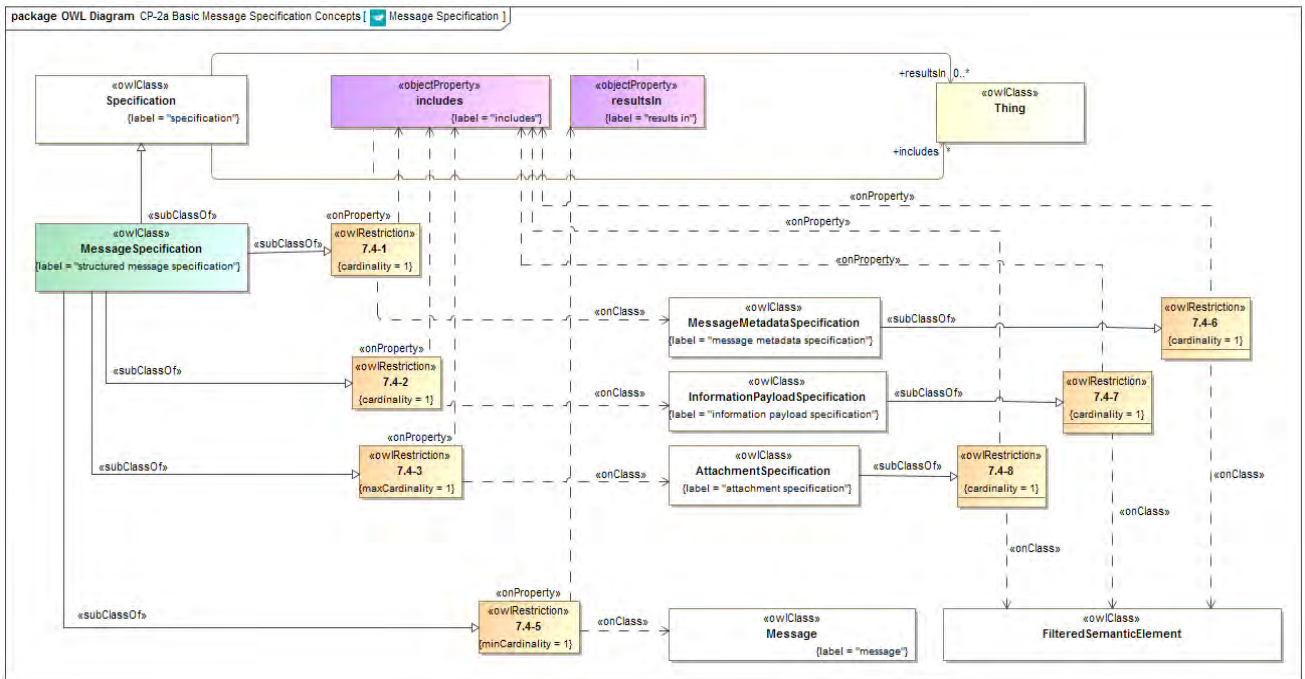 package OWL Diagram CP-2a Basic Message Specification Concepts [ Message Specification ]
«owlClass»
Specification
{label = "specification"}
«objectProperty»
includes
{label = "includes"}
«objectProperty»
resultsIn
{label = "results in"}
+resultsIn 0..*
«owlClass»
Thing
+includes *
«subClassOf»
«owlClass»
MessageSpecification
{label = "structured message specification"}
«subClassOf»
«onProperty»
«owlRestriction»
7.4-1
{cardinality = 1}
«onProperty»
«onProperty»
«onProperty»
«onClass»
«owlClass»
MessageMetadataSpecification
{label = "message metadata specification"}
«subClassOf»
«owlRestriction»
7.4-6
{cardinality = 1}
«subClassOf»
«onProperty»
«owlRestriction»
7.4-2
{cardinality = 1}
«onClass»
«owlClass»
InformationPayloadSpecification
{label = "information payload specification"}
«subClassOf»
«owlRestriction»
7.4-7
{cardinality = 1}
«subClassOf»
«onProperty»
«owlRestriction»
7.4-3
{maxCardinality = 1}
«onClass»
«owlClass»
AttachmentSpecification
{label = "attachment specification"}
«subClassOf»
«owlRestriction»
7.4-8
{cardinality = 1}
«onClass»
«onClass»
«onClass»
«subClassOf»
«onProperty»
«owlRestriction»
7.4-5
{minCardinality = 1}
«onClass»
«owlClass»
Message
{label = "message"}
«owlClass»
FilteredSemanticElement